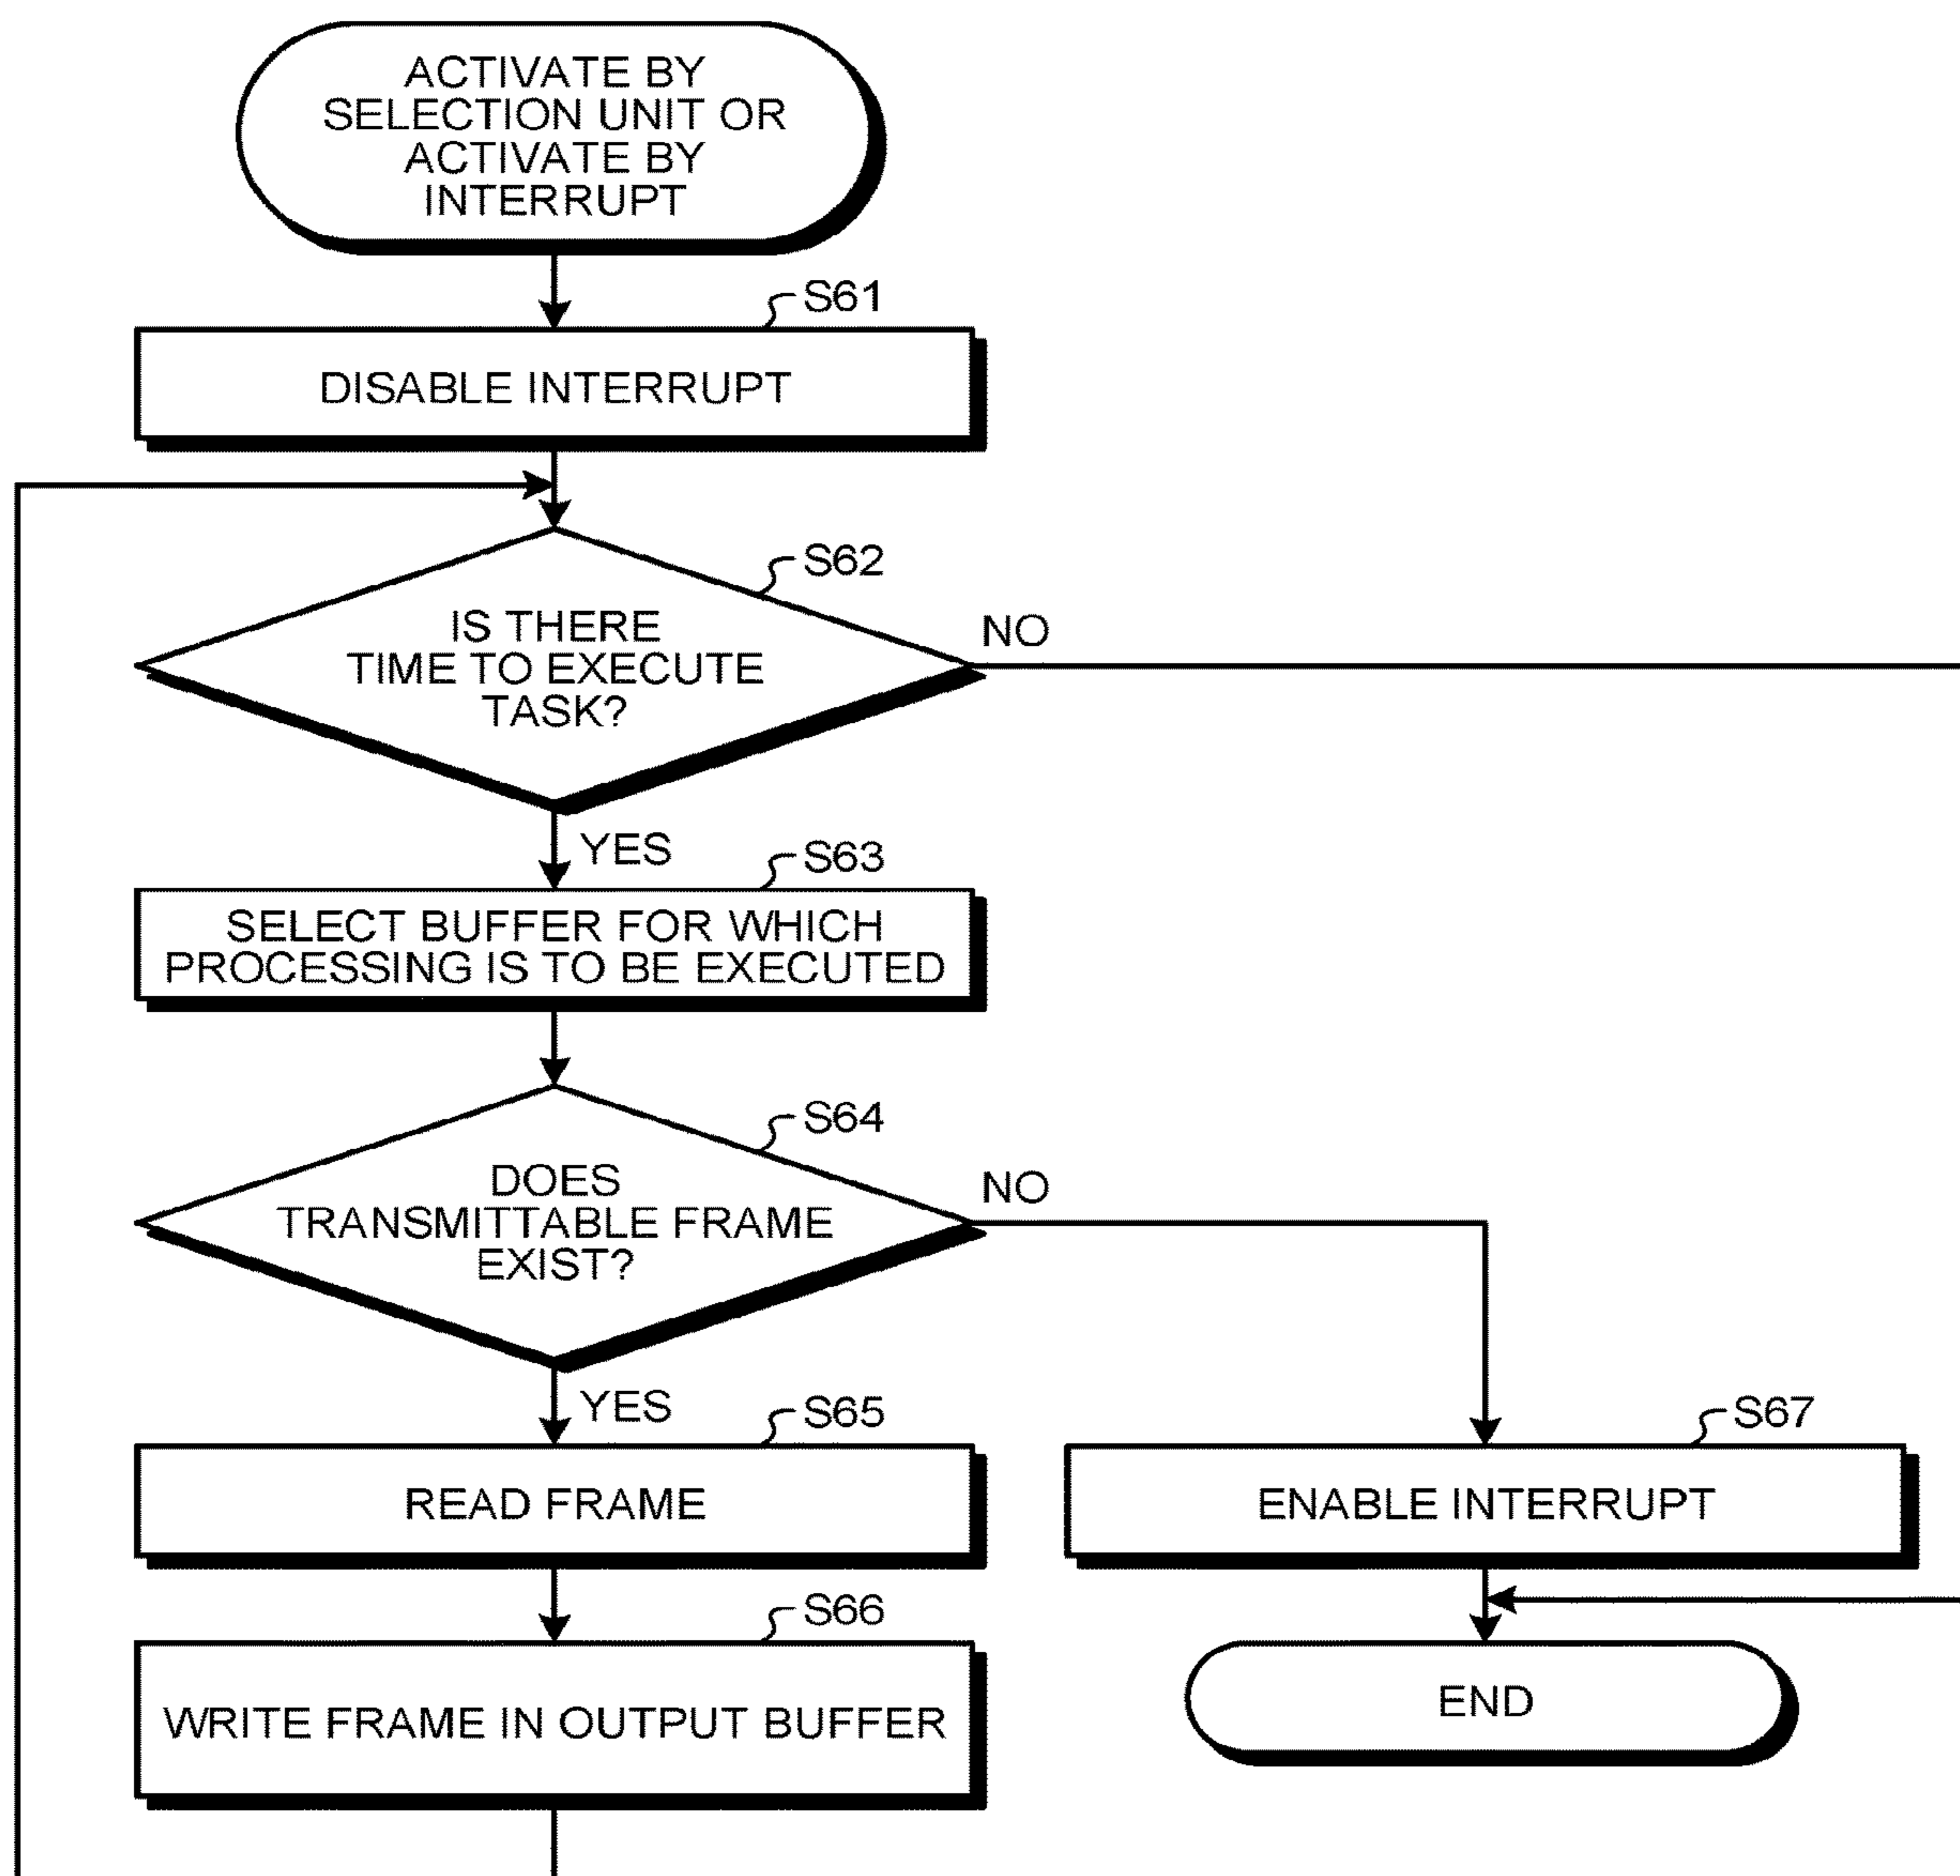 ACTIVATE BY
SELECTION UNIT OR
ACTIVATE BY
INTERRUPT
S61
DISABLE INTERRUPT
S62
IS THERE
TIME TO EXECUTE
TASK?
NO
YES
S63
SELECT BUFFER FOR WHICH
PROCESSING IS TO BE EXECUTED
S64
DOES
TRANSMITTABLE FRAME
EXIST?
NO
YES
S65
READ FRAME
S67
ENABLE INTERRUPT
S66
WRITE FRAME IN OUTPUT BUFFER
END